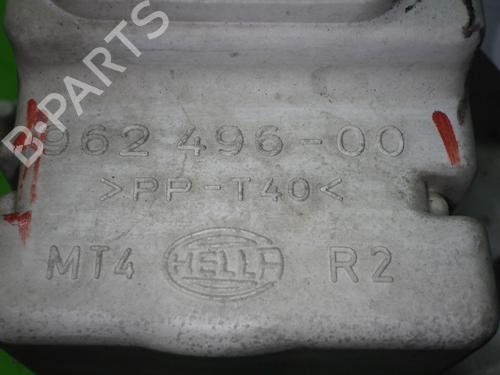 B-PARTS
962 496-00
>PP-T40<
MT4 HELLA R2